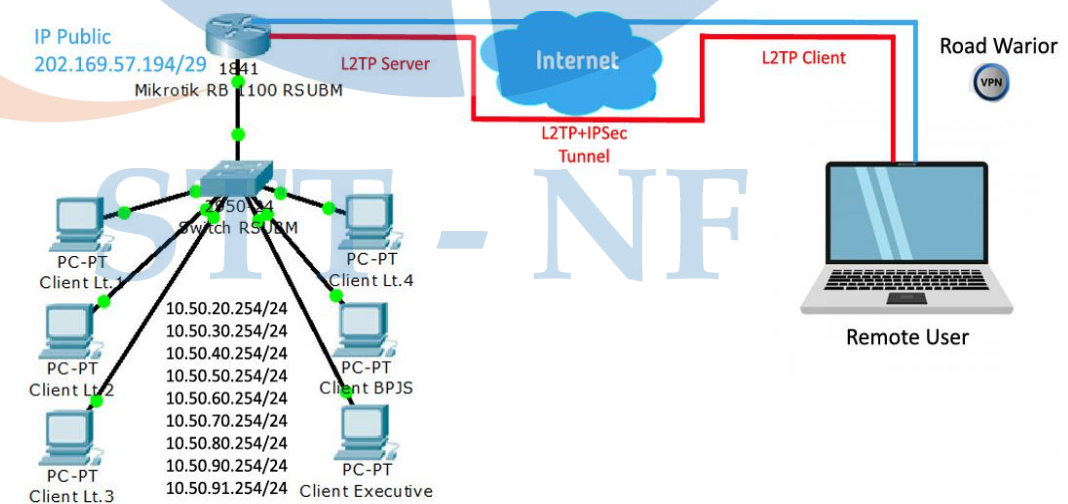 IP Public
202.169.57.194/29
1841
Mikrotik RB 1100 RSUBM
L2TP Server
Internet
L2TP Client
Road Warior
VPN
L2TP+IPSec
Tunnel
STT - NF
2950-24
Switch RSUBM
PC-PT
Client Lt.1
PC-PT
Client Lt.4
PC-PT
Client Lt.2
PC-PT
Client BPJS
PC-PT
Client Lt.3
PC-PT
Client Executive
10.50.20.254/24
10.50.30.254/24
10.50.40.254/24
10.50.50.254/24
10.50.60.254/24
10.50.70.254/24
10.50.80.254/24
10.50.90.254/24
10.50.91.254/24
Remote User